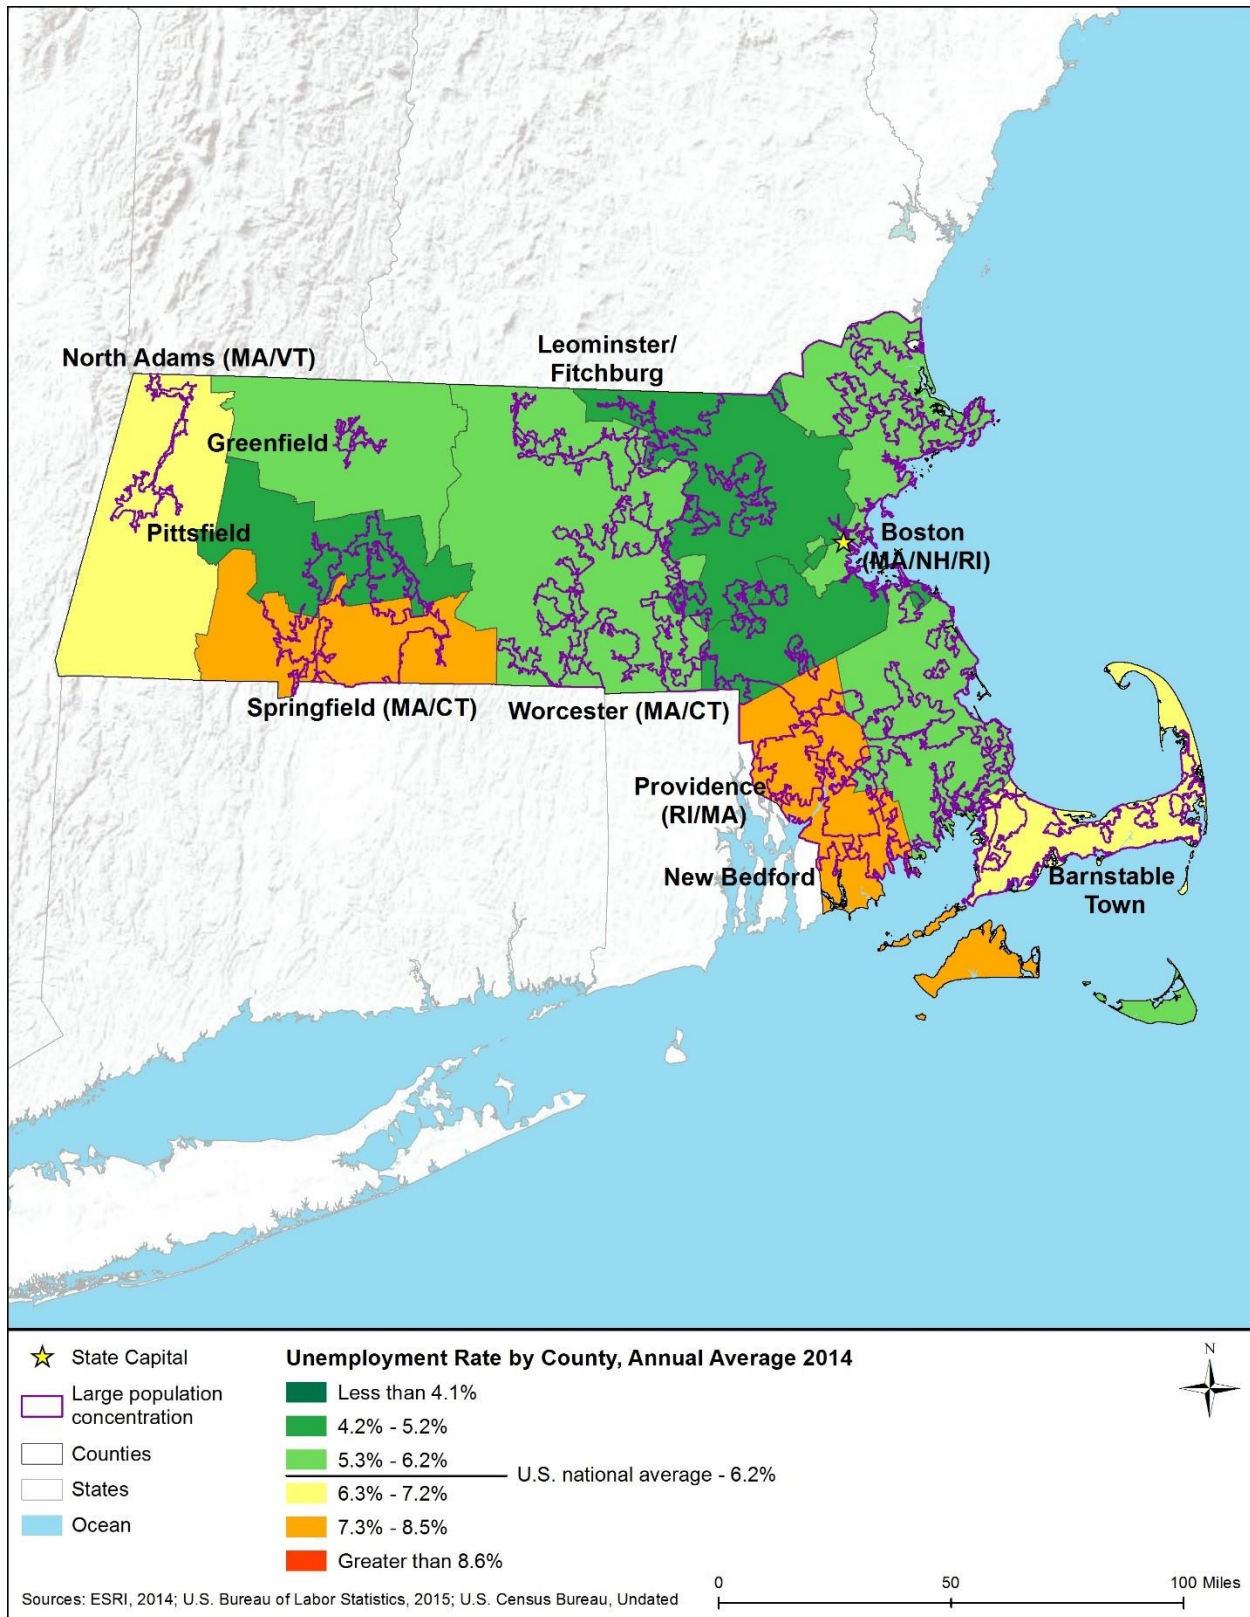 North Adams (MA/VT)
Leominster/
Fitchburg
Greenfield
Pittsfield
Boston
(MA/NH/RI)
Springfield (MA/CT)
Worcester (MA/CT)
Providence
(RI/MA)
New Bedford
Barnstable
Town
State Capital
Large population
concentration
Counties
States
Ocean
Unemployment Rate by County, Annual Average 2014
Less than 4.1%
4.2% - 5.2%
5.3% - 6.2%
U.S. national average - 6.2%
6.3% - 7.2%
7.3% - 8.5%
Greater than 8.6%
N
0 50 100 Miles
Sources: ESRI, 2014; U.S. Bureau of Labor Statistics, 2015; U.S. Census Bureau, Undated